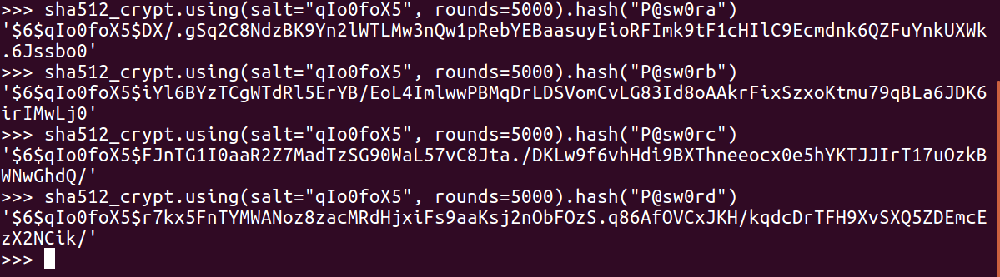 >>> sha512_crypt.using(salt="qIo0foX5", rounds=5000).hash("P@sw0ra")
'$6$qIo0foX5$DX/.gSq2C8NdzBK9Yn2lWTLMw3nQw1pRebYEBaasuyEioRFImk9tF1cHIlC9Ecmdnk6QZFuYnkUXWk
.6Jssbo0'
>>> sha512_crypt.using(salt="qIo0foX5", rounds=5000).hash("P@sw0rb")
'$6$qIo0foX5$iYl6BYzTCgWTdRl5ErYB/EoL4ImlwwPBMqDrLDSVomCvLG83Id8oAAkrFixSzxoKtmu79qBLa6JDK6
irIMwLj0'
>>> sha512_crypt.using(salt="qIo0foX5", rounds=5000).hash("P@sw0rc")
'$6$qIo0foX5$FJnTG1I0aaR2Z7MadTzSG90WaL57vC8Jta./DKLw9f6vhHdi9BXThneeocx0e5hYKTJJIrT17uOzkB
WNwGhdQ/'
>>> sha512_crypt.using(salt="qIo0foX5", rounds=5000).hash("P@sw0rd")
'$6$qIo0foX5$r7kx5FnTYMWANoz8zacMRdHjxiFs9aaKsj2nObFOzS.q86AfOVCxJKH/kqdcDrTFH9XvSXQ5ZDEmcE
zX2NCik/'
>>>